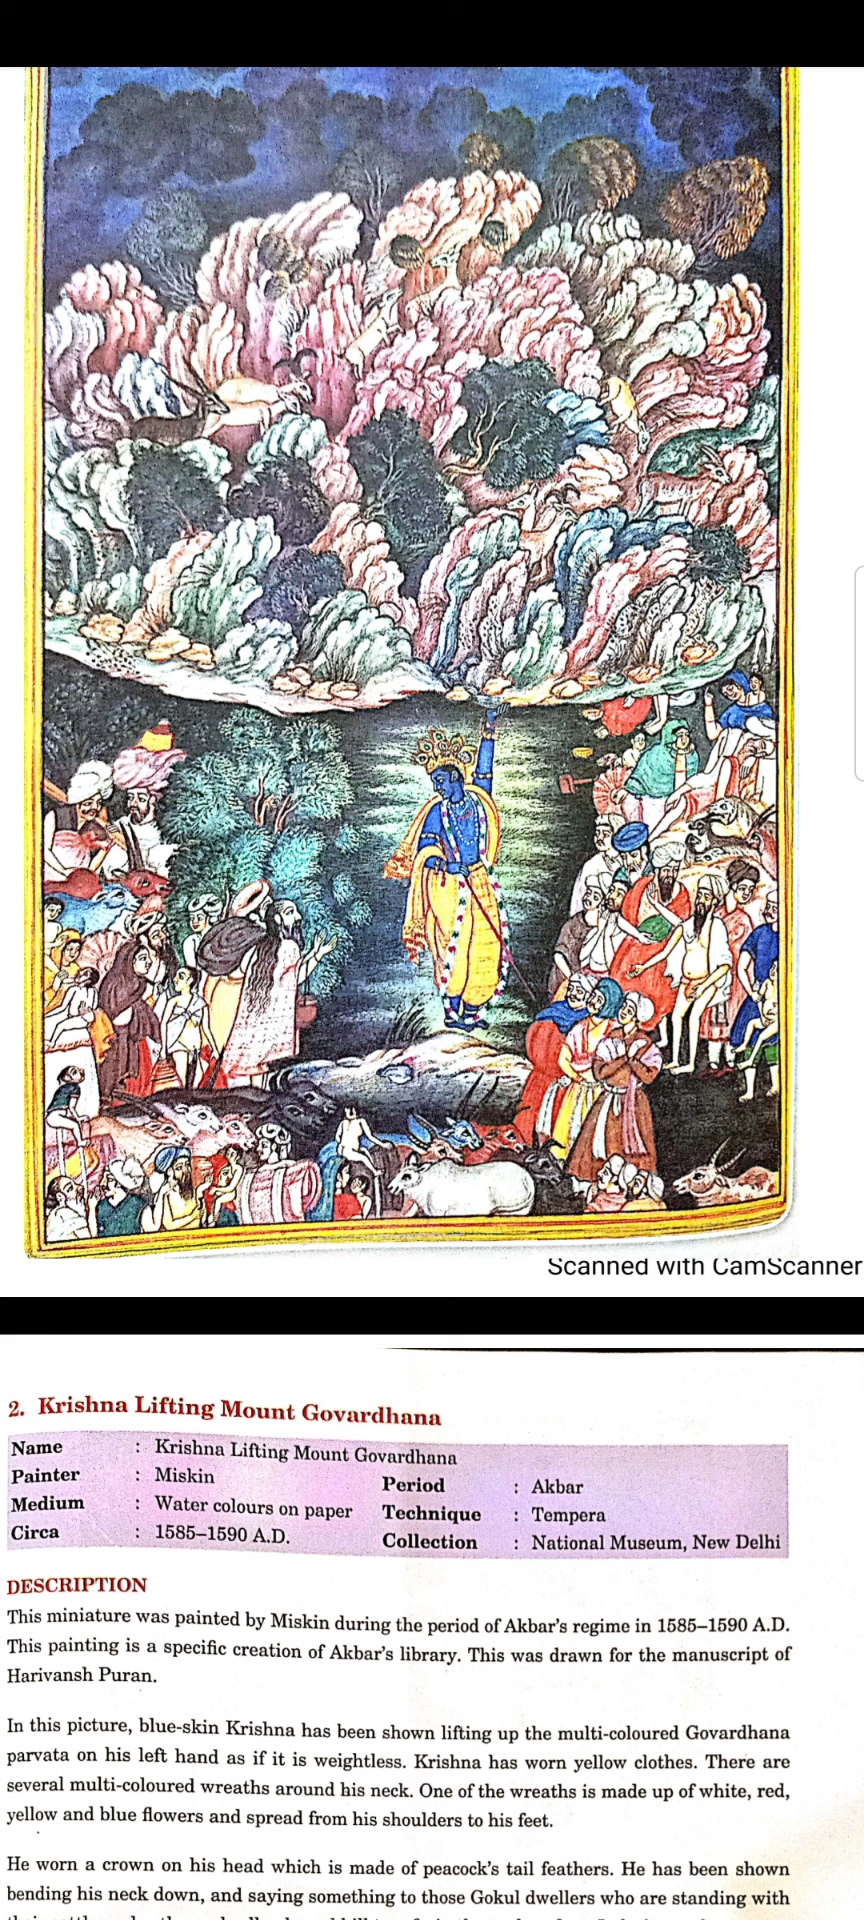 Scanned with CamScanner
2. Krishna Lifting Mount Govardhana
Name : Krishna Lifting Mount Govardhana
Painter : Miskin Period : Akbar
Medium : Water colours on paper Technique : Tempera
Circa : 1585–1590 A.D. Collection : National Museum, New Delhi
DESCRIPTION
This miniature was painted by Miskin during the period of Akbar's regime in 1585–1590 A.D.
This painting is a specific creation of Akbar's library. This was drawn for the manuscript of
Harivansh Puran.
In this picture, blue-skin Krishna has been shown lifting up the multi-coloured Govardhana
parvata on his left hand as if it is weightless. Krishna has worn yellow clothes. There are
several multi-coloured wreaths around his neck. One of the wreaths is made up of white, red,
yellow and blue flowers and spread from his shoulders to his feet.
He worn a crown on his head which is made of peacock's tail feathers. He has been shown
bending his neck down, and saying something to those Gokul dwellers who are standing with